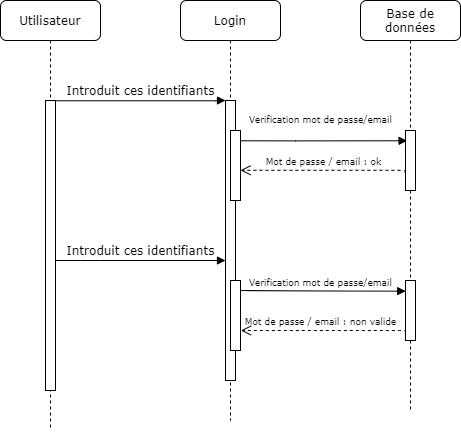 Utilisateur
Login
Base de
données
Introduit ces identifiants
Verification mot de passe/email
Mot de passe / email : ok
Introduit ces identifiants
Verification mot de passe/email
Mot de passe / email : non valide